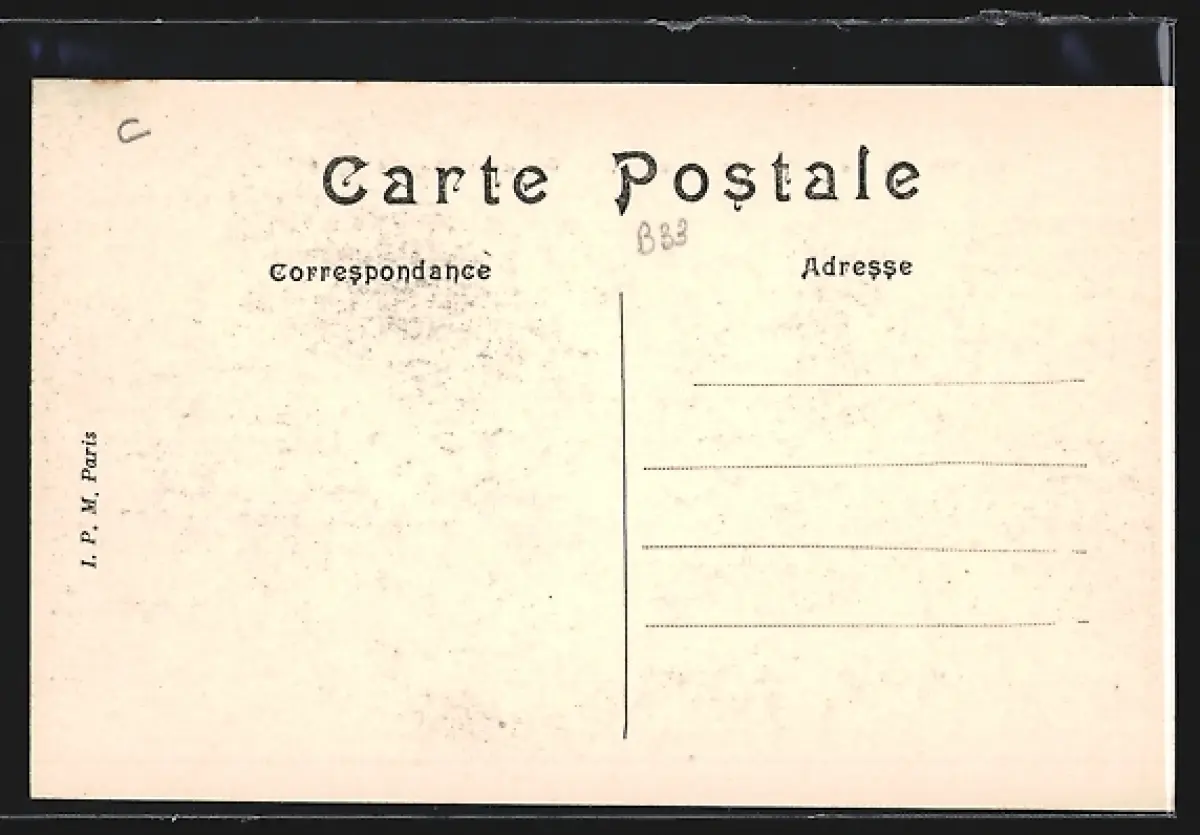 Carte Postale
B33
Correspondance
Adresse
I. P. M. Paris